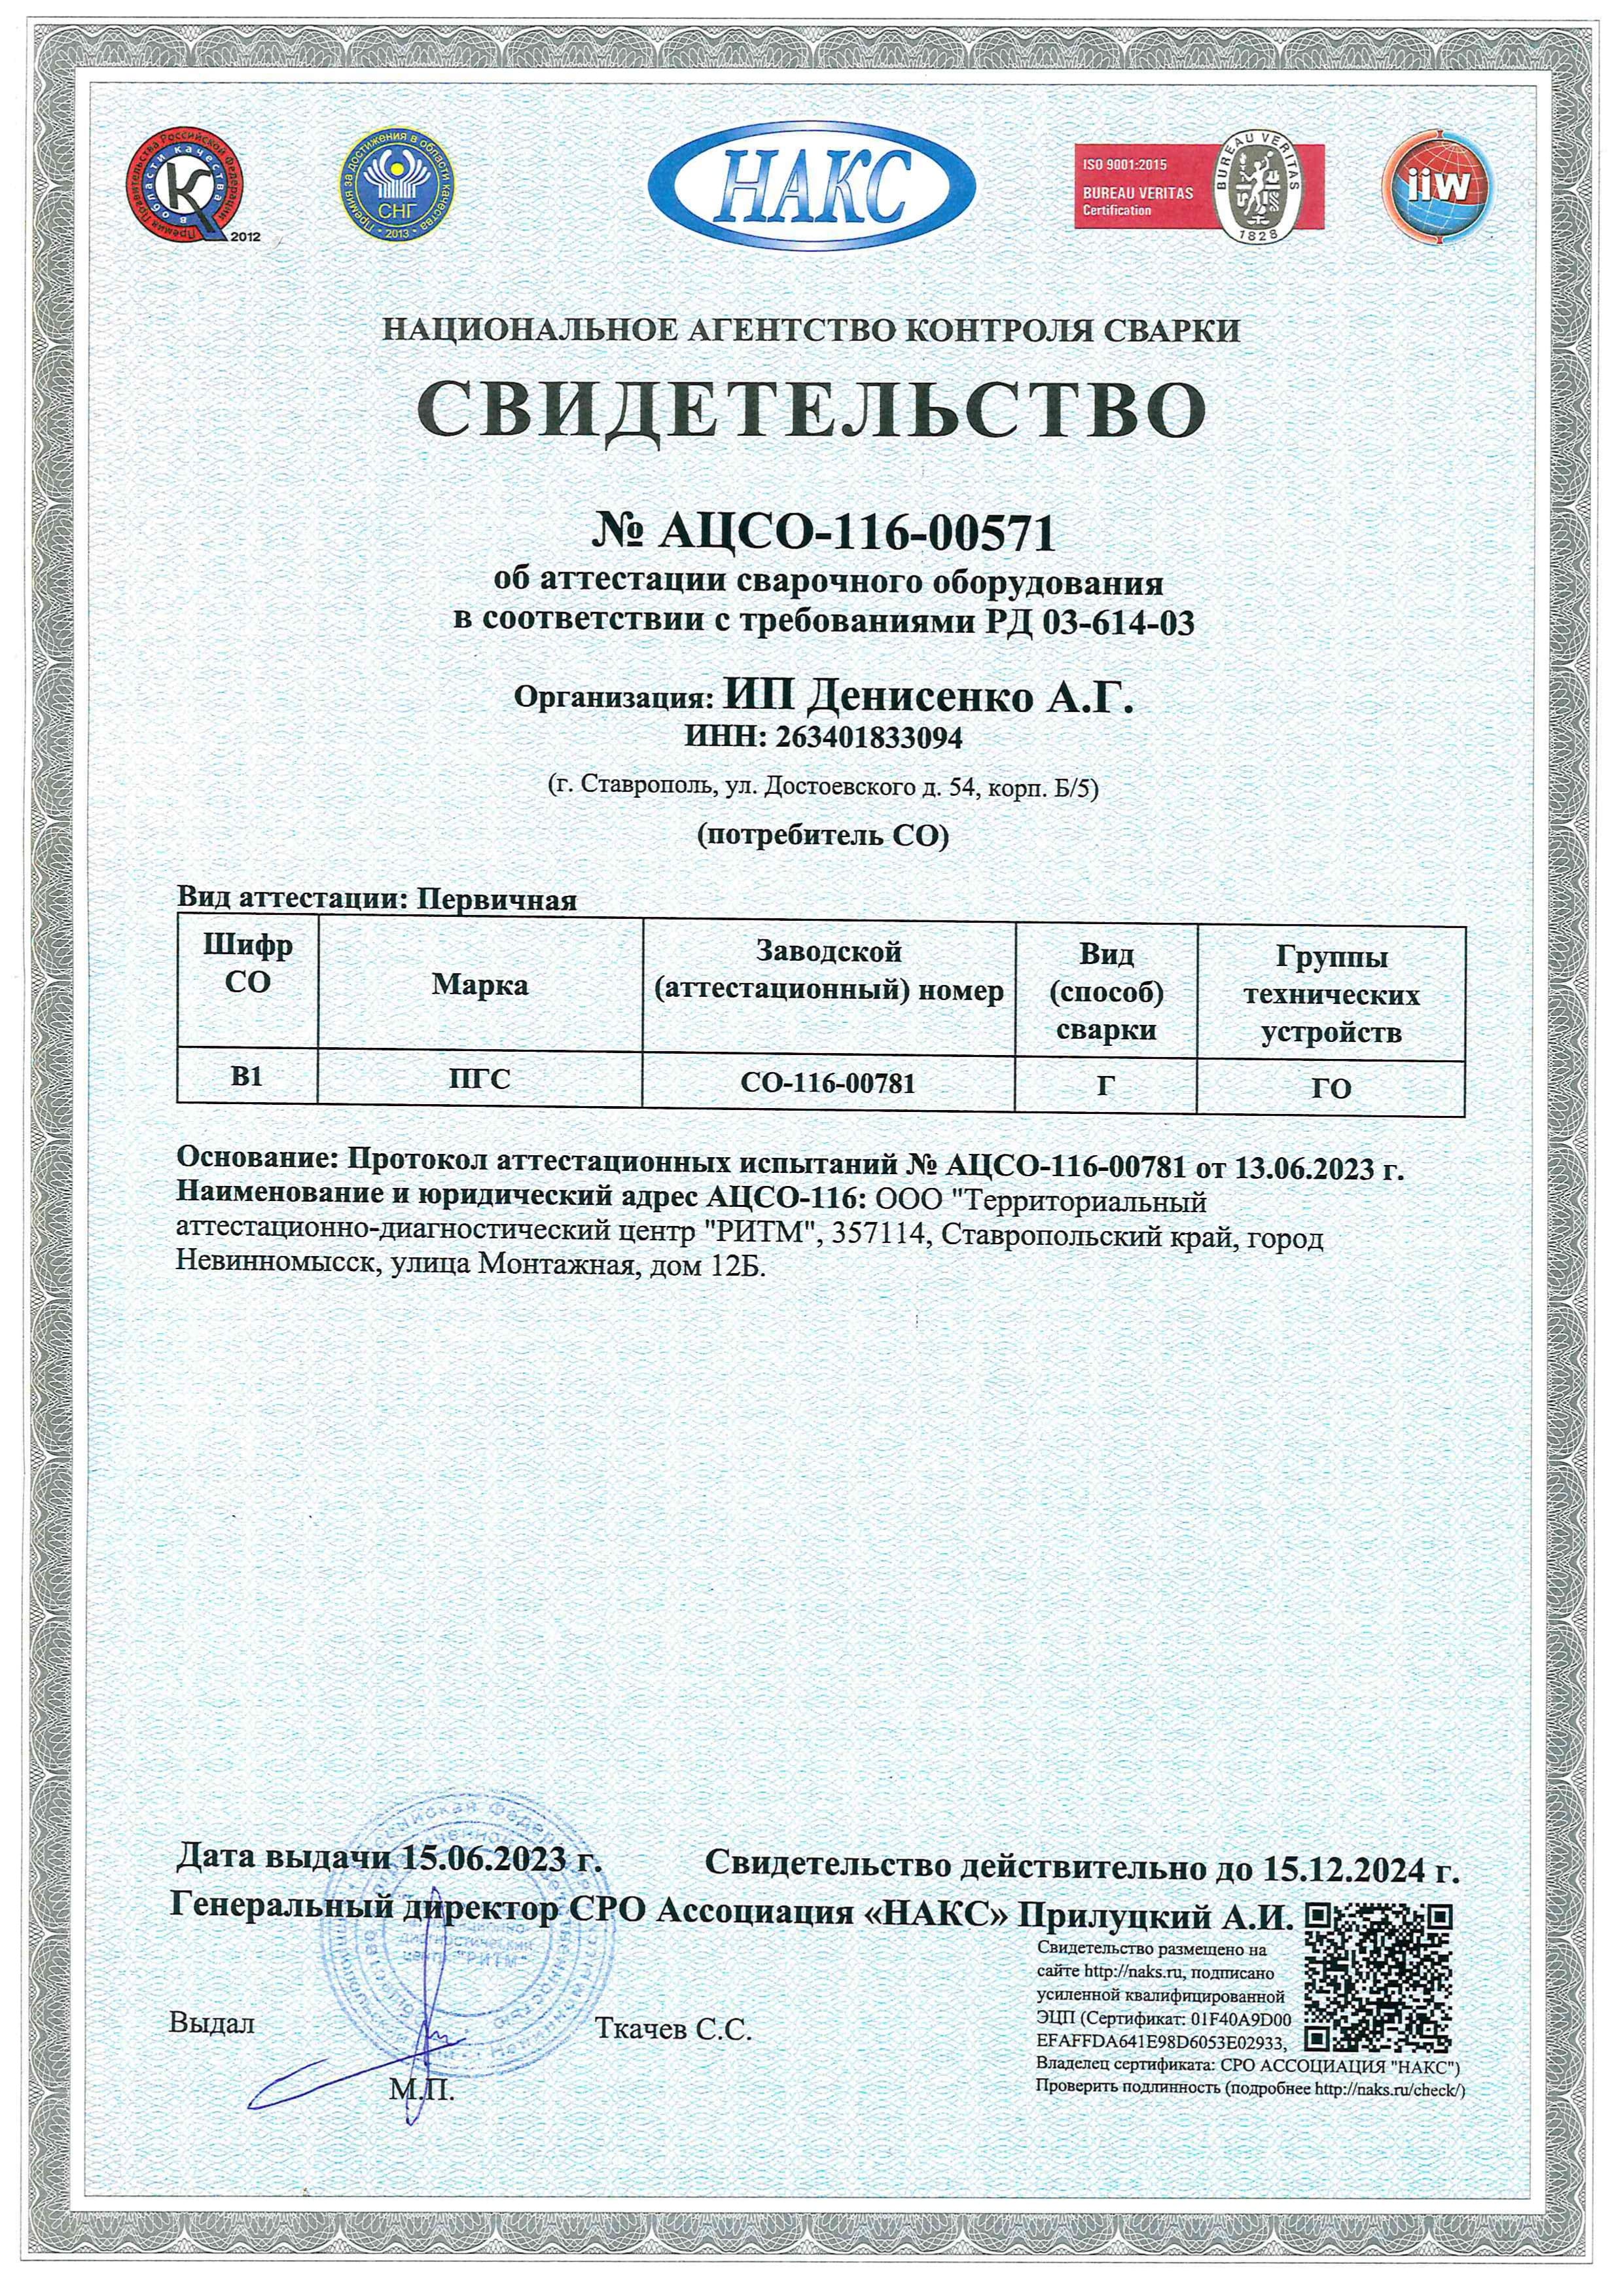 Премия Правительства Российской Федерации
в области качества
2012
Премия за достижения в области качества
СНГ
• 2013 •
НАКС
ISO 9001:2015
BUREAU VERITAS
Certification
BUREAU VERITAS
1828
iiw
НАЦИОНАЛЬНОЕ АГЕНТСТВО КОНТРОЛЯ СВАРКИ
СВИДЕТЕЛЬСТВО
№ АЦСО-116-00571
об аттестации сварочного оборудования
в соответствии с требованиями РД 03-614-03
Организация: ИП Денисенко А.Г.
ИНН: 263401833094
(г. Ставрополь, ул. Достоевского д. 54, корп. Б/5)
(потребитель СО)
Вид аттестации: Первичная
Шифр СО
Марка
Заводской (аттестационный) номер
Вид (способ) сварки
Группы технических устройств
В1
ПГС
СО-116-00781
Г
ГО
Основание: Протокол аттестационных испытаний № АЦСО-116-00781 от 13.06.2023 г.
Наименование и юридический адрес АЦСО-116: ООО "Территориальный
аттестационно-диагностический центр "РИТМ", 357114, Ставропольский край, город
Невинномысск, улица Монтажная, дом 12Б.
Дата выдачи 15.06.2023 г.
Свидетельство действительно до 15.12.2024 г.
Генеральный директор СРО Ассоциация «НАКС» Прилуцкий А.И.
диагностический
центр "РИТМ"
Свидетельство размещено на
сайте http://naks.ru, подписано
усиленной квалифицированной
ЭЦП (Сертификат: 01F40A9D00
EFAFFDA641E98D6053E02933,
Владелец сертификата: СРО АССОЦИАЦИЯ "НАКС")
Проверить подлинность (подробнее http://naks.ru/check/)
Выдал
Ткачев С.С.
М.П.